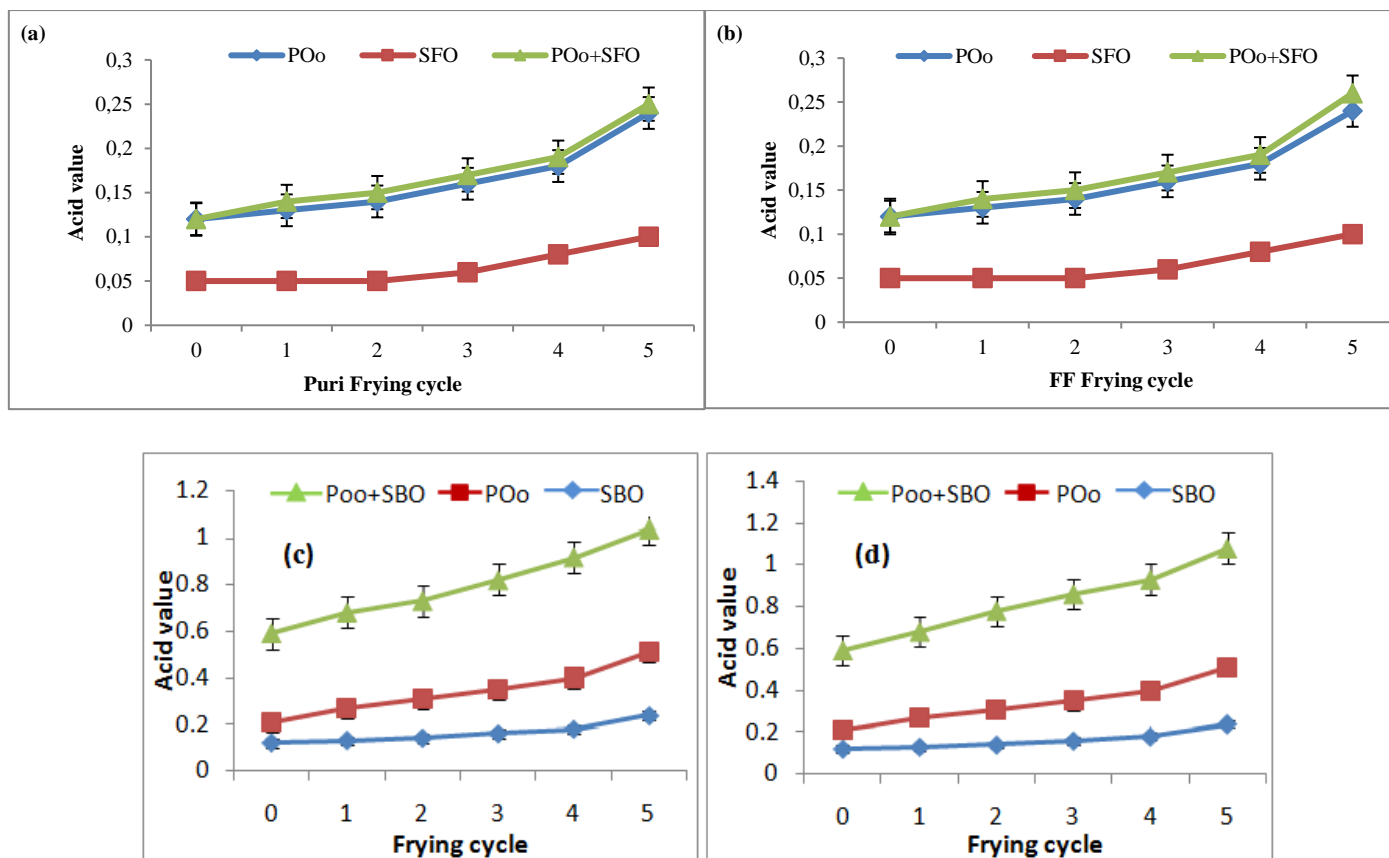 (a)
POo SFO POo+SFO
0,3
0,25
0,2
0,15
0,1
0,05
0
Acid value
0 1 2 3 4 5
Puri Frying cycle
(b)
POo SFO POo+SFO
0,3
0,25
0,2
0,15
0,1
0,05
0
Acid value
0 1 2 3 4 5
FF Frying cycle
Poo+SBO POo SBO
(c)
1.2
1
0.8
0.6
0.4
0.2
0
Acid value
0 1 2 3 4 5
Frying cycle
Poo+SBO POo SBO
(d)
1.4
1.2
1
0.8
0.6
0.4
0.2
0
Acid value
0 1 2 3 4 5
Frying cycle